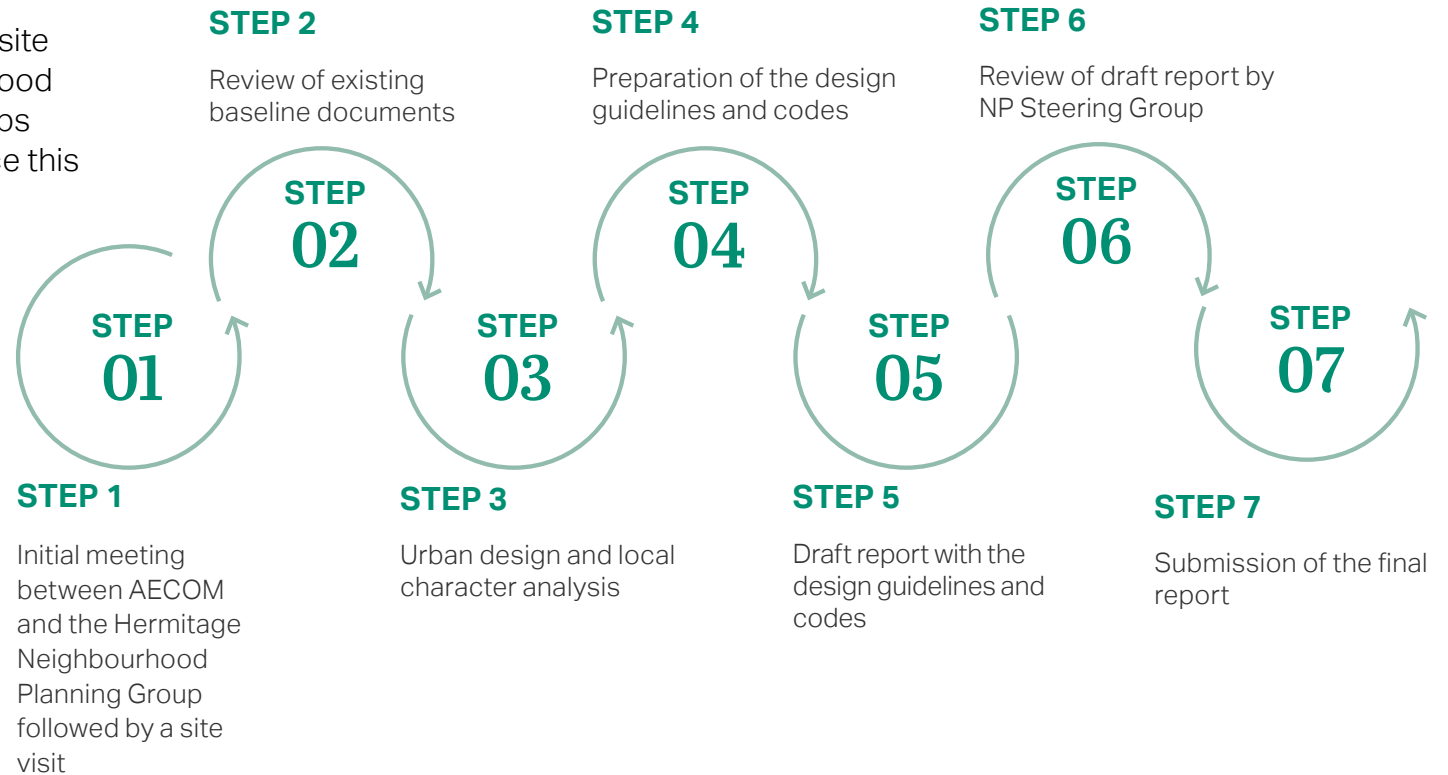 site
ood
os
e this
STEP 2
Review of existing
baseline documents
STEP 4
Preparation of the design
guidelines and codes
STEP 6
Review of draft report by
NP Steering Group
STEP
01
STEP
02
STEP
03
STEP
04
STEP
05
STEP
06
STEP
07
STEP 1
Initial meeting
between AECOM
and the Hermitage
Neighbourhood
Planning Group
followed by a site
visit
STEP 3
Urban design and local
character analysis
STEP 5
Draft report with the
design guidelines and
codes
STEP 7
Submission of the final
report